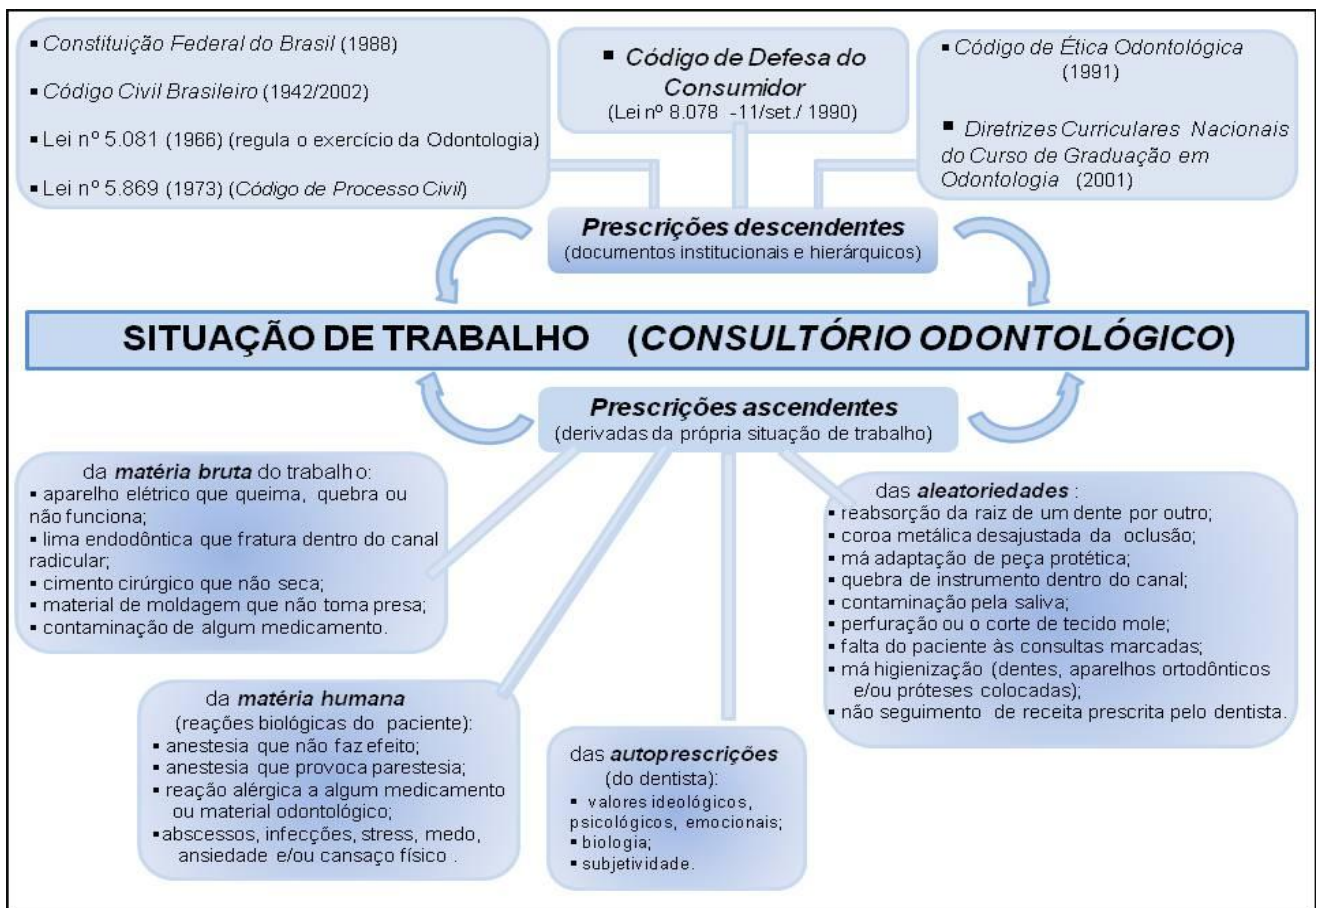 ▪ Constituição Federal do Brasil (1988)
▪ Código Civil Brasileiro (1942/2002)
▪ Lei nº 5.081 (1966) (regula o exercício da Odontologia)
▪ Lei nº 5.869 (1973) (Código de Processo Civil)
▪ Código de Defesa do
Consumidor
(Lei nº 8.078 -11/set./ 1990)
▪ Código de Ética Odontológica
(1991)
▪ Diretrizes Curriculares Nacionais
do Curso de Graduação em
Odontologia (2001)
Prescrições descendentes
(documentos institucionais e hierárquicos)
SITUAÇÃO DE TRABALHO (CONSULTÓRIO ODONTOLÓGICO)
Prescrições ascendentes
(derivadas da própria situação de trabalho)
da matéria bruta do trabalho:
▪ aparelho elétrico que queima, quebra ou
não funciona;
▪ lima endodôntica que fratura dentro do canal
radicular;
▪ cimento cirúrgico que não seca;
▪ material de moldagem que não toma presa;
▪ contaminação de algum medicamento.
da matéria humana
(reações biológicas do paciente):
▪ anestesia que não faz efeito;
▪ anestesia que provoca parestesia;
▪ reação alérgica a algum medicamento
ou material odontológico;
▪ abscessos, infecções, stress, medo,
ansiedade e/ou cansaço físico .
das autoprescrições
(do dentista):
▪ valores ideológicos,
psicológicos, emocionais;
▪ biologia;
▪ subjetividade.
das aleatoriedades :
▪ reabsorção da raiz de um dente por outro;
▪ coroa metálica desajustada da oclusão;
▪ má adaptação de peça protética;
▪ quebra de instrumento dentro do canal;
▪ contaminação pela saliva;
▪ perfuração ou o corte de tecido mole;
▪ falta do paciente às consultas marcadas;
▪ má higienização (dentes, aparelhos ortodônticos
e/ou próteses colocadas);
▪ não seguimento de receita prescrita pelo dentista.